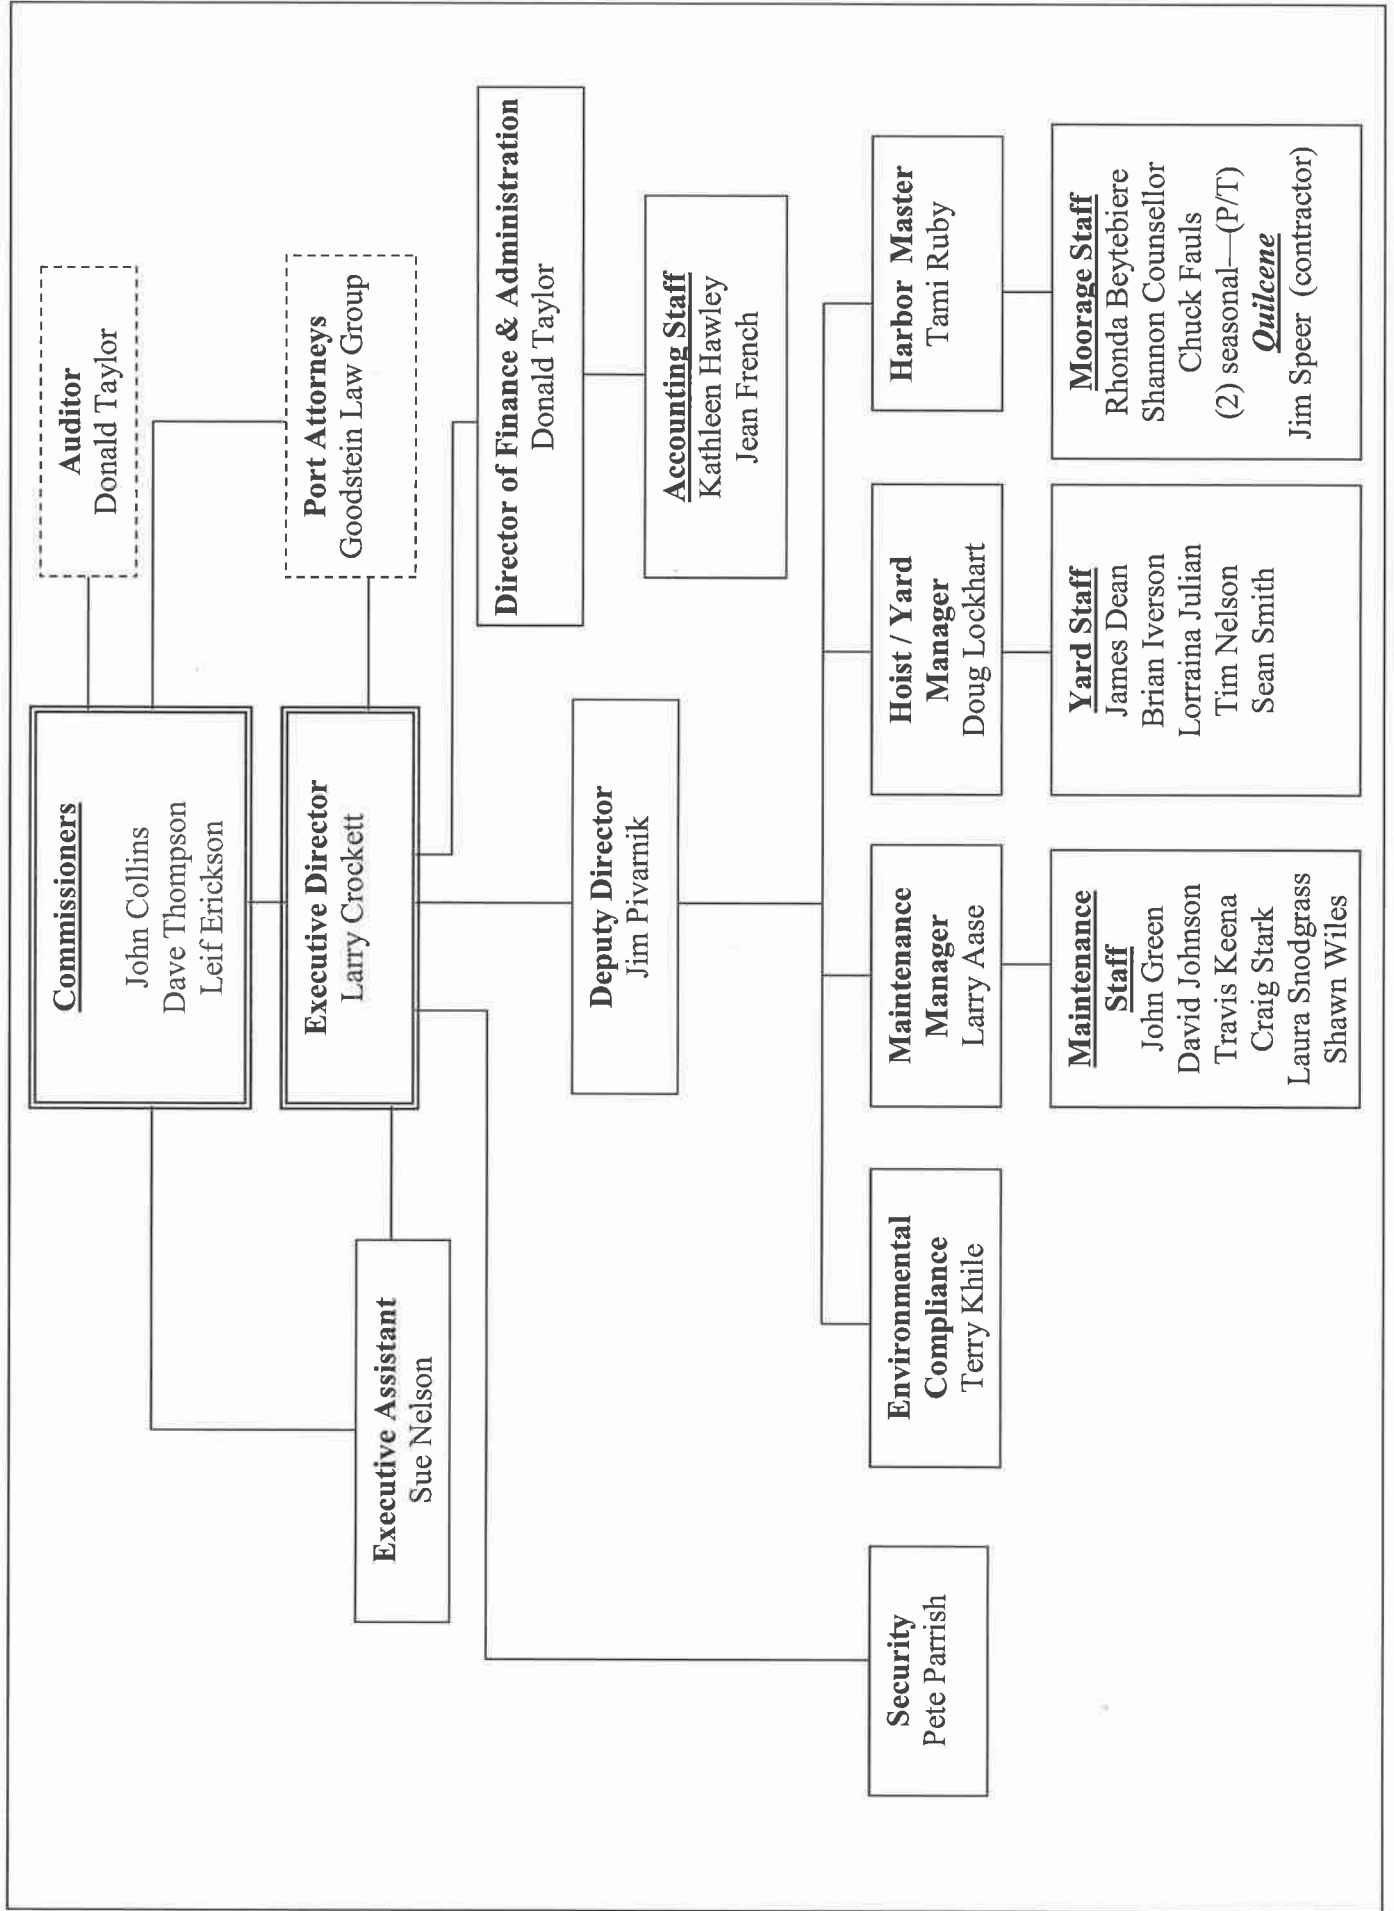 Commissioners
John Collins
Dave Thompson
Leif Erickson
Auditor
Donald Taylor
Executive Director
Larry Crockett
Port Attorneys
Goodstein Law Group
Executive Assistant
Sue Nelson
Director of Finance & Administration
Donald Taylor
Deputy Director
Jim Pivarnik
Accounting Staff
Kathleen Hawley
Jean French
Security
Pete Parrish
Environmental
Compliance
Terry Khile
Maintenance
Manager
Larry Aase
Hoist / Yard
Manager
Doug Lockhart
Harbor Master
Tami Ruby
Maintenance
Staff
John Green
David Johnson
Travis Keena
Craig Stark
Laura Snodgrass
Shawn Wiles
Yard Staff
James Dean
Brian Iverson
Lorraina Julian
Tim Nelson
Sean Smith
Moorage Staff
Rhonda Beytebiere
Shannon Counsellor
Chuck Fauls
(2) seasonal—(P/T)
Quilcene
Jim Speer (contractor)